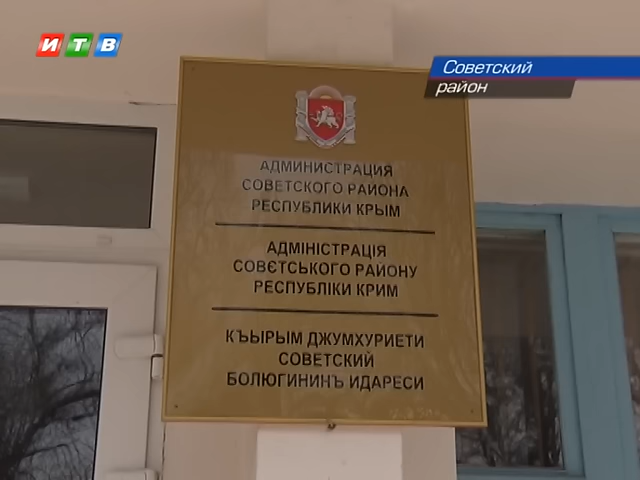 ИТВ
Советский
район
АДМИНИСТРАЦИЯ
СОВЕТСКОГО РАЙОНА
РЕСПУБЛИКИ КРЫМ
АДМІНІСТРАЦІЯ
СОВЄТСЬКОГО РАЙОНУ
РЕСПУБЛІКИ КРИМ
КЪЫРЫМ ДЖУМХУРИЕТИ
СОВЕТСКИЙ
БОЛЮГИНИНЪ ИДАРЕСИ